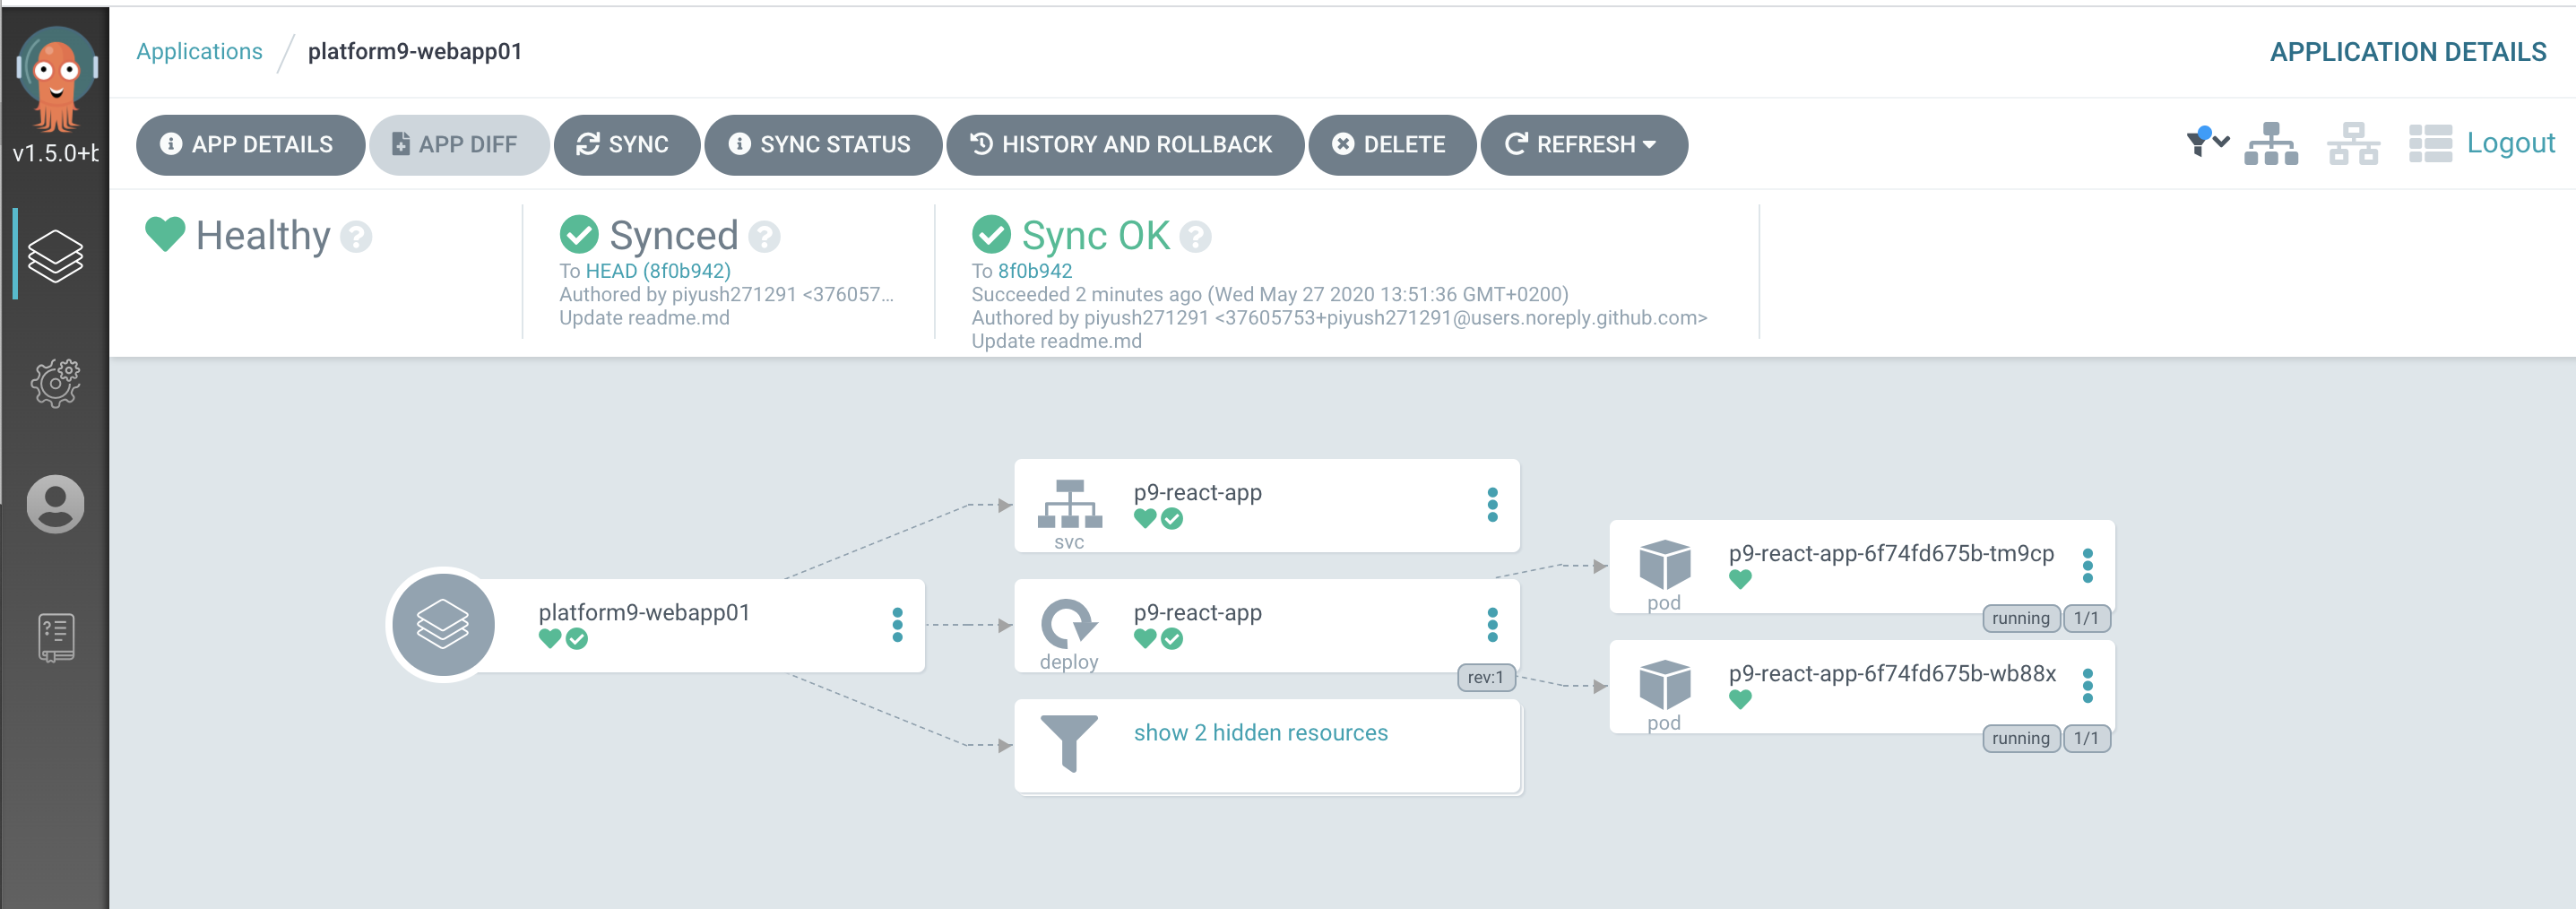 Applications / platform9-webapp01
APPLICATION DETAILS
v1.5.0+b
APP DETAILS
APP DIFF
SYNC
SYNC STATUS
HISTORY AND ROLLBACK
DELETE
REFRESH
Logout
Healthy
Synced
To HEAD (8f0b942)
Authored by piyush271291 <376057...
Update readme.md
Sync OK
To 8f0b942
Succeeded 2 minutes ago (Wed May 27 2020 13:51:36 GMT+0200)
Authored by piyush271291 <37605753+piyush271291@users.noreply.github.com>
Update readme.md
platform9-webapp01
p9-react-app
svc
p9-react-app
deploy
rev:1
show 2 hidden resources
p9-react-app-6f74fd675b-tm9cp
pod
running
1/1
p9-react-app-6f74fd675b-wb88x
pod
running
1/1